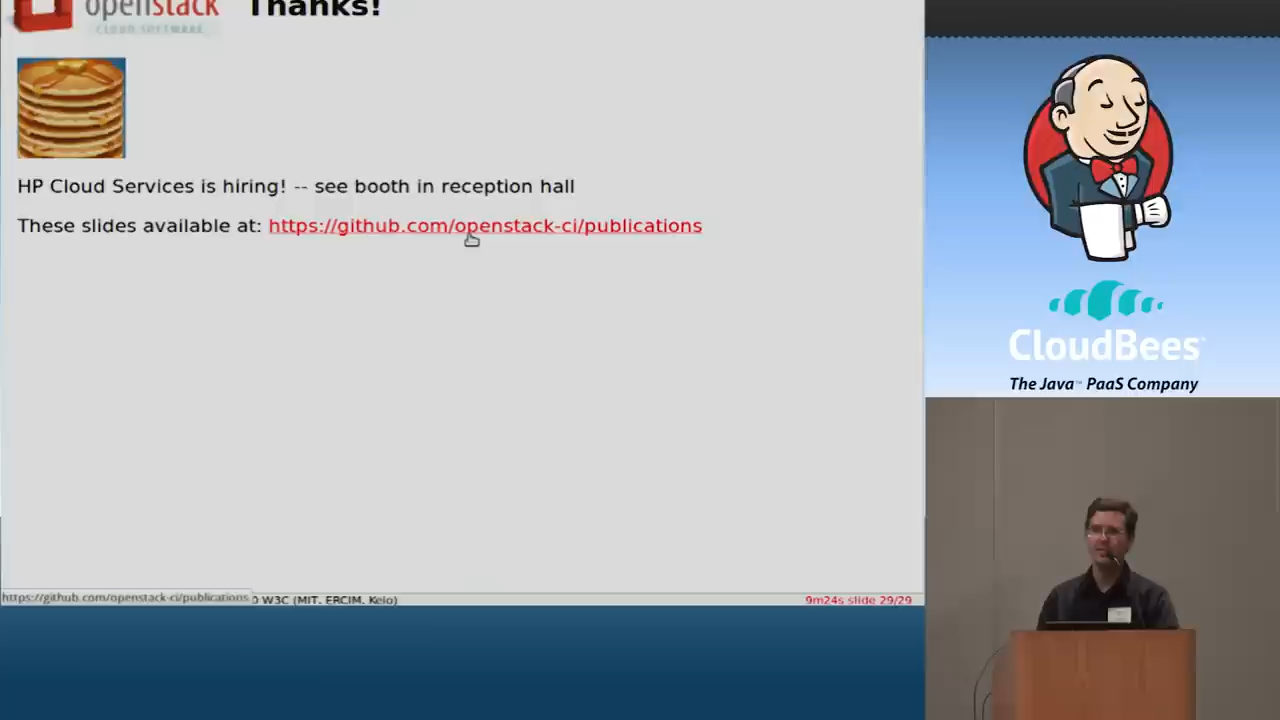 openstack
CLOUD SOFTWARE
Thanks!
HP Cloud Services is hiring! -- see booth in reception hall
These slides available at: https://github.com/openstack-ci/publications
https://github.com/openstack-ci/publications
0 W3C (MIT, ERCIM, Keio)
9m24s slide 29/29
CloudBees
The Java™ PaaS Company